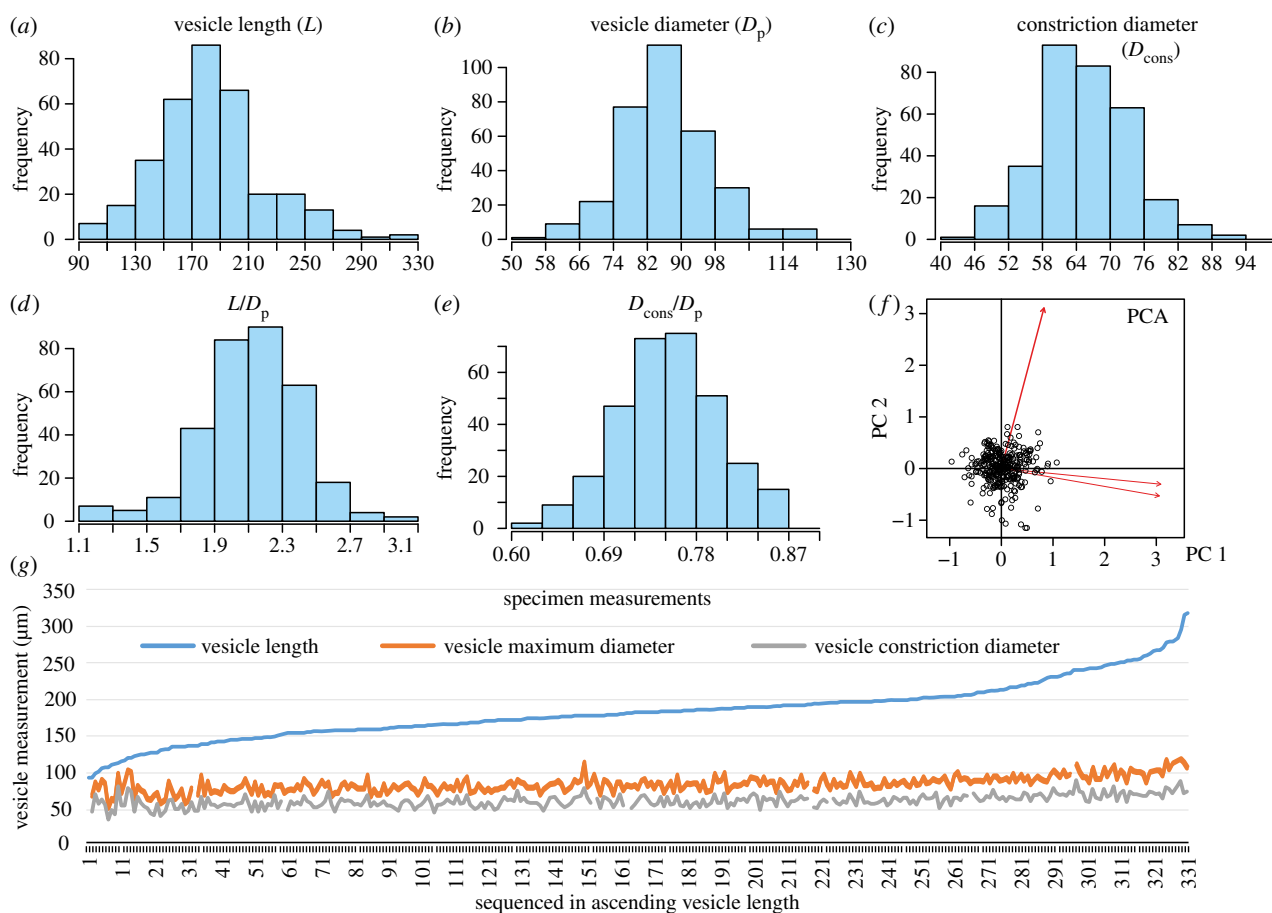 (a) vesicle length (L)
frequency
80
60
40
20
0
90 130 170 210 250 290 330
(b) vesicle diameter (Dp)
frequency
100
80
60
40
20
0
50 58 66 74 82 90 98 114 130
(c) constriction diameter
(Dcons)
frequency
80
60
40
20
0
40 46 52 58 64 70 76 82 88 94
(d) L/Dp
frequency
80
60
40
20
0
1.1 1.5 1.9 2.3 2.7 3.1
(e) Dcons/Dp
frequency
60
40
20
0
0.60 0.69 0.78 0.87
(f) PCA
PC 2
3
1
0
−1
−1 0 1 2 3 PC 1
(g)
specimen measurements
vesicle measurement (µm)
350
300
250
200
150
100
50
0
vesicle length
vesicle maximum diameter
vesicle constriction diameter
1 11 21 31 41 51 61 71 81 91 101 111 121 131 141 151 161 171 181 191 201 211 221 231 241 251 261 271 281 291 301 311 321 331
sequenced in ascending vesicle length